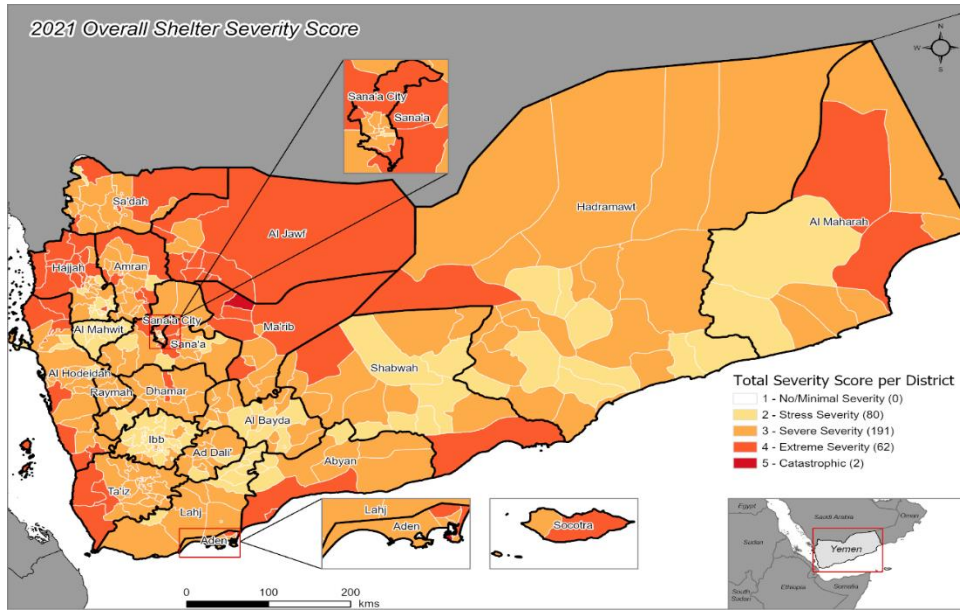 2021 Overall Shelter Severity Score
N
W
E
S
Sana'a City
Sana'a
Sa'dah
Hadramawt
Al Maharah
Al Jawf
Hajjah
Amran
Sana'a City
Ma'rib
Al Mahwit
Sana'a
Shabwah
Al Hodeidah
Raymah
Dhamar
Al Bayda
Ibb
Ad Dali'
Abyan
Ta'iz
Lahj
Aden
Total Severity Score per District
1 - No/Minimal Severity (0)
2 - Stress Severity (80)
3 - Severe Severity (191)
4 - Extreme Severity (62)
5 - Catastrophic (2)
Lahj
Aden
Socotra
Egypt
Saudi Arabia
Oman
Sudan
Yemen
Ethiopia
Somalia
South
Sudan
0 100 200
kms